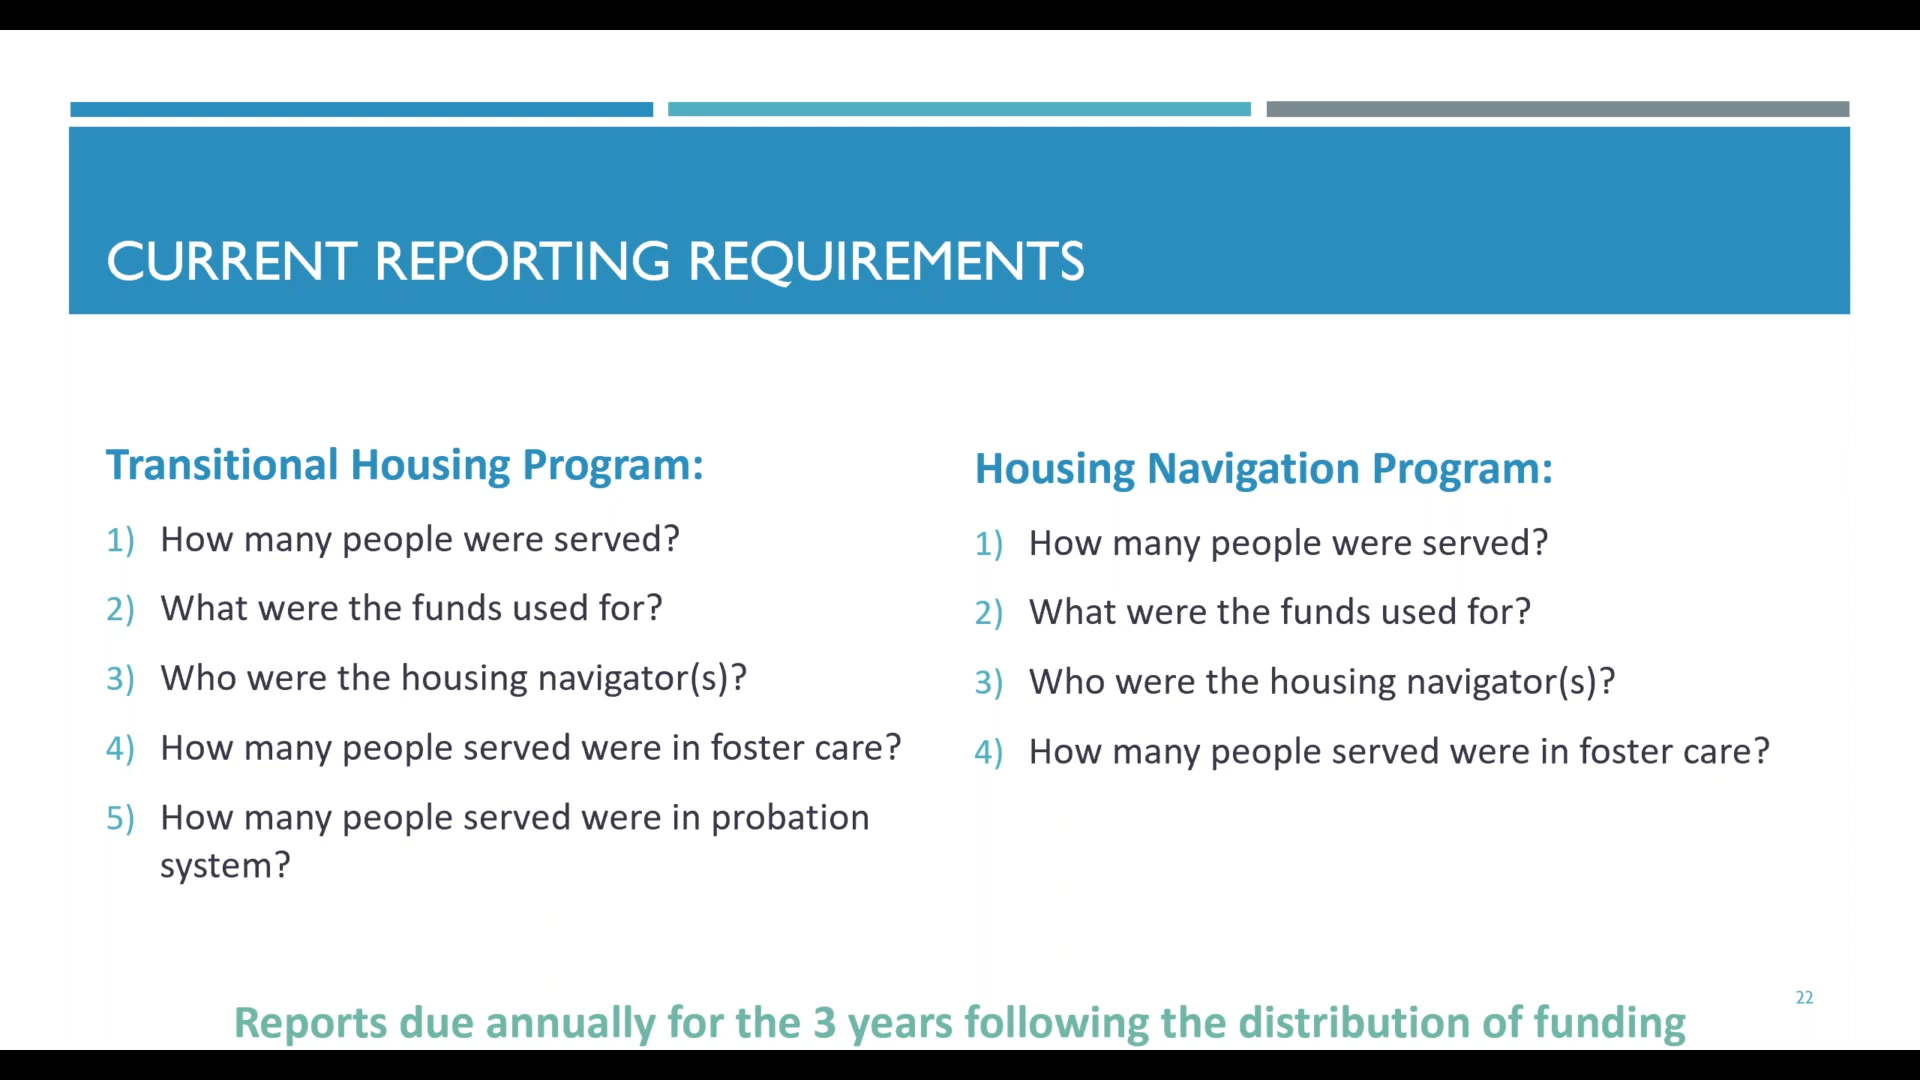 CURRENT REPORTING REQUIREMENTS
Transitional Housing Program:
1) How many people were served?
2) What were the funds used for?
3) Who were the housing navigator(s)?
4) How many people served were in foster care?
5) How many people served were in probation
system?
Housing Navigation Program:
1) How many people were served?
2) What were the funds used for?
3) Who were the housing navigator(s)?
4) How many people served were in foster care?
22
Reports due annually for the 3 years following the distribution of funding